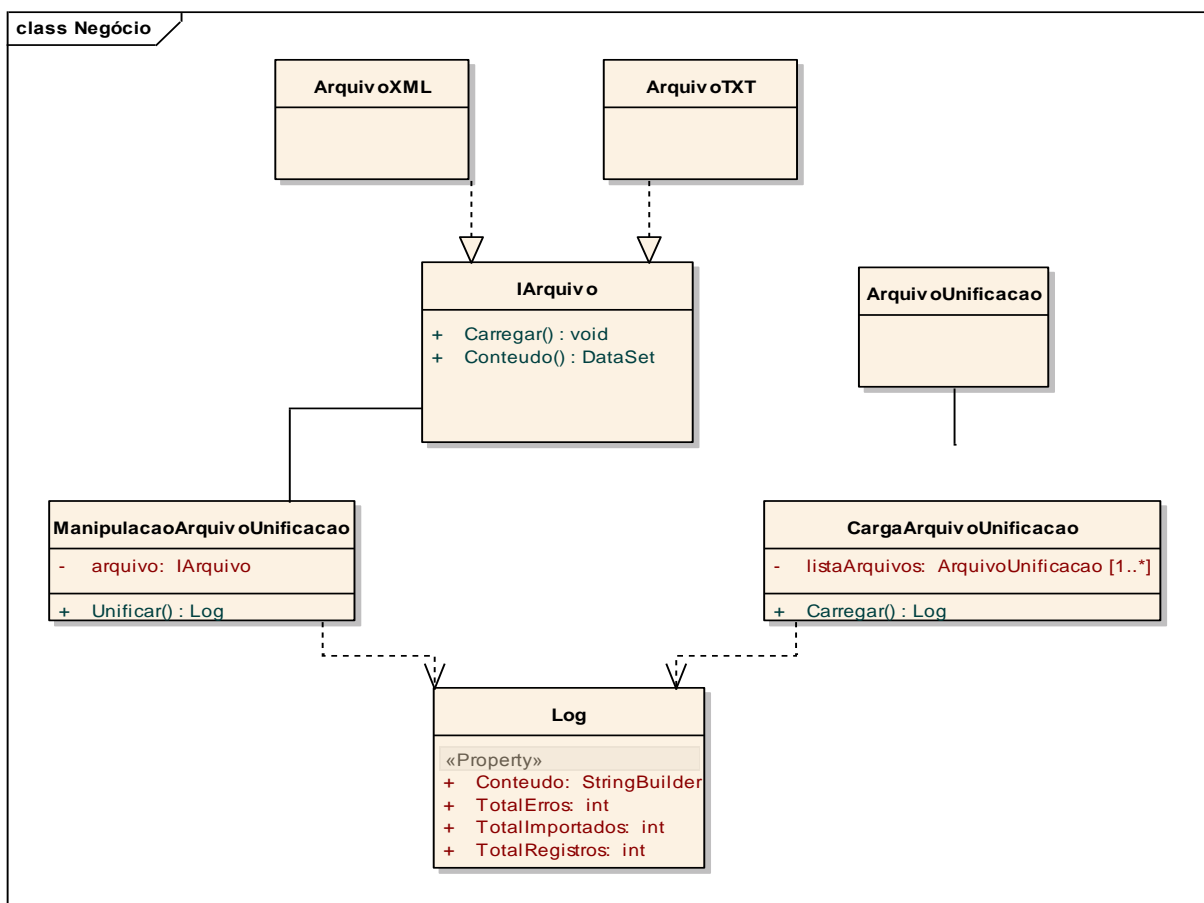 class Negócio
ArquivoXML
ArquivoTXT
IArquivo
+ Carregar() : void
+ Conteudo() : DataSet
ArquivoUnificacao
ManipulacaoArquivoUnificacao
- arquivo: IArquivo
+ Unificar() : Log
CargaArquivoUnificacao
- listaArquivos: ArquivoUnificacao [1..*]
+ Carregar() : Log
Log
«Property»
+ Conteudo: StringBuilder
+ TotalErros: int
+ TotalImportados: int
+ TotalRegistros: int